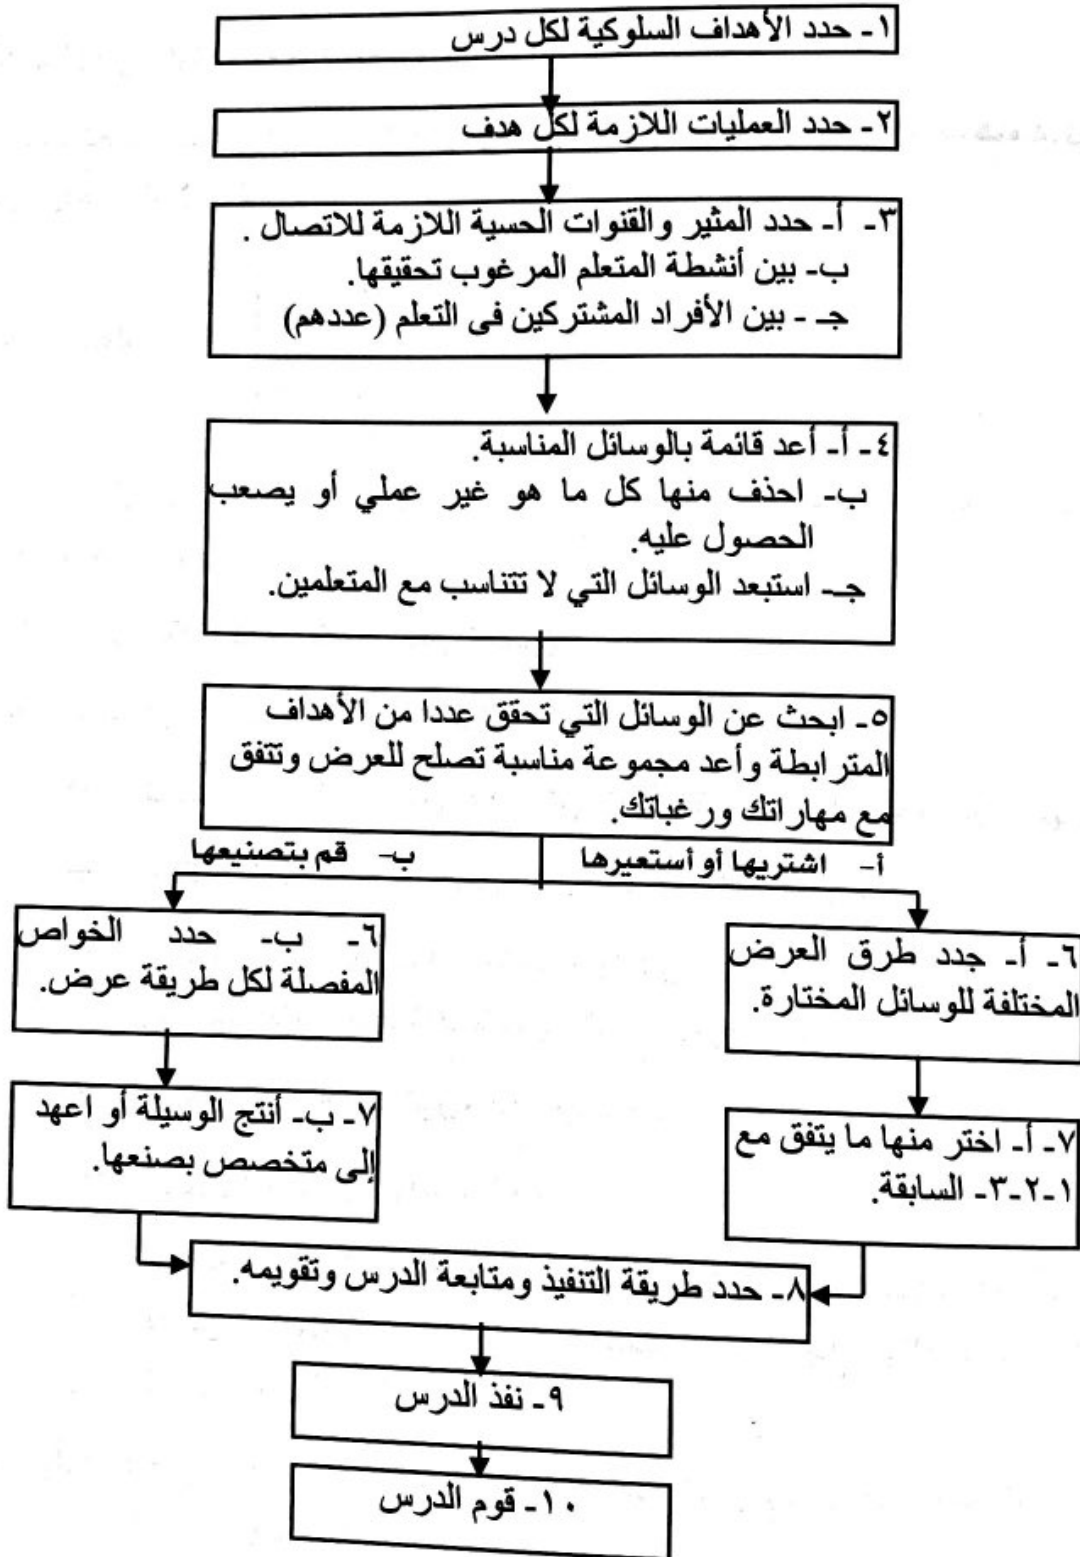 ١- حدد الأهداف السلوكية لكل درس
٢- حدد العمليات اللازمة لكل هدف
٣- أ- حدد المثير والقنوات الحسية اللازمة للاتصال .
ب- بين أنشطة المتعلم المرغوب تحقيقها.
جـ - بين الأفراد المشتركين فى التعلم (عددهم)
٤- أ- أعد قائمة بالوسائل المناسبة.
ب- احذف منها كل ما هو غير عملي أو يصعب
الحصول عليه.
جـ- استبعد الوسائل التي لا تتناسب مع المتعلمين.
٥- ابحث عن الوسائل التي تحقق عددا من الأهداف
المترابطة وأعد مجموعة مناسبة تصلح للعرض وتتفق
مع مهاراتك ورغباتك.
أ- اشتريها أو أستعيرها
ب- قم بتصنيعها
٦- أ- جدد طرق العرض
المختلفة للوسائل المختارة.
٦- ب- حدد الخواص
المفصلة لكل طريقة عرض.
٧- أ- اختر منها ما يتفق مع
١-٢-٣- السابقة.
٧- ب- أنتج الوسيلة أو اعهد
إلى متخصص بصنعها.
٨- حدد طريقة التنفيذ ومتابعة الدرس وتقويمه.
٩- نفذ الدرس
١٠- قوم الدرس